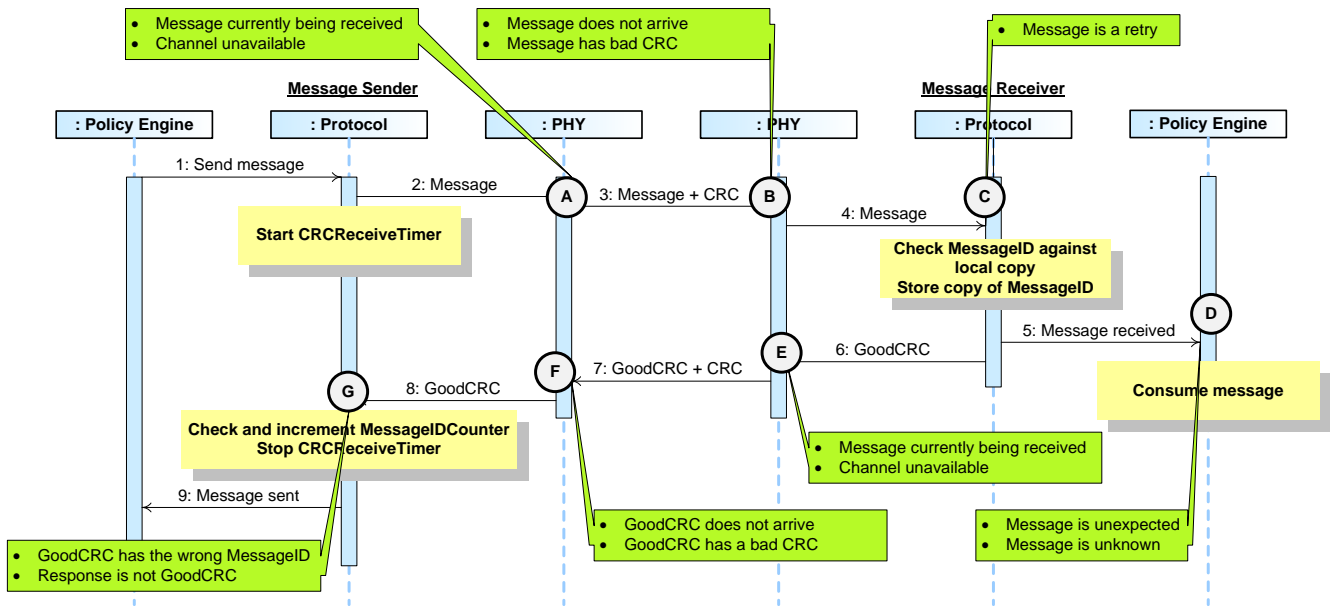 • Message currently being received
• Channel unavailable
• Message does not arrive
• Message has bad CRC
• Message is a retry
Message Sender
Message Receiver
: Policy Engine
: Protocol
: PHY
: PHY
: Protocol
: Policy Engine
1: Send message
2: Message
A
3: Message + CRC
B
4: Message
C
Start CRCReceiveTimer
Check MessageID against
local copy
Store copy of MessageID
D
5: Message received
6: GoodCRC
E
7: GoodCRC + CRC
F
8: GoodCRC
G
Consume message
Check and increment MessageIDCounter
Stop CRCReceiveTimer
• Message currently being received
• Channel unavailable
9: Message sent
• GoodCRC does not arrive
• GoodCRC has a bad CRC
• Message is unexpected
• Message is unknown
• GoodCRC has the wrong MessageID
• Response is not GoodCRC